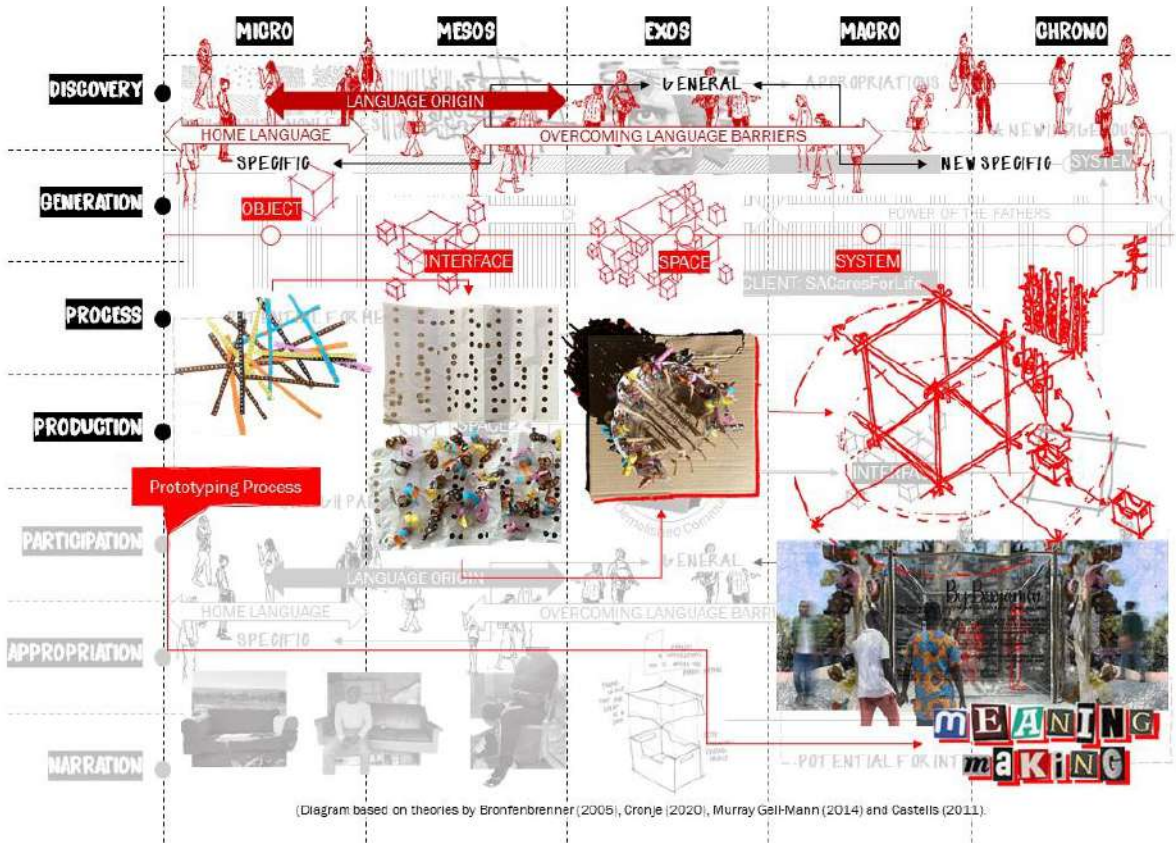 MICRO
MESOS
EXOS
MACRO
CHRONO
DISCOVERY
GENERAL
APPROPRIATIONS
LANGUAGE ORIGIN
HOME LANGUAGE
OVERCOMING LANGUAGE BARRIERS
A NEW INDIGENOUS
SPECIFIC
NEW SPECIFIC
SYSTEM
GENERATION
OBJECT
POWER OF THE FATHERS
INTERFACE
SPACE
SYSTEM
CLIENT: SACaresForLife
PROCESS
POTENTIAL FOR
PRODUCTION
SPACE
Prototyping Process
PARTICIPATION
GENERAL
LANGUAGE ORIGIN
HOME LANGUAGE
OVERCOMING LANGUAGE
SPECIFIC
APPROPRIATION
MEANING
MAKING
NARRATION
(Diagram based on theories by Bronfenbrenner (2005), Cronje (2020), Murray Gell-Mann (2014) and Castells (2011).